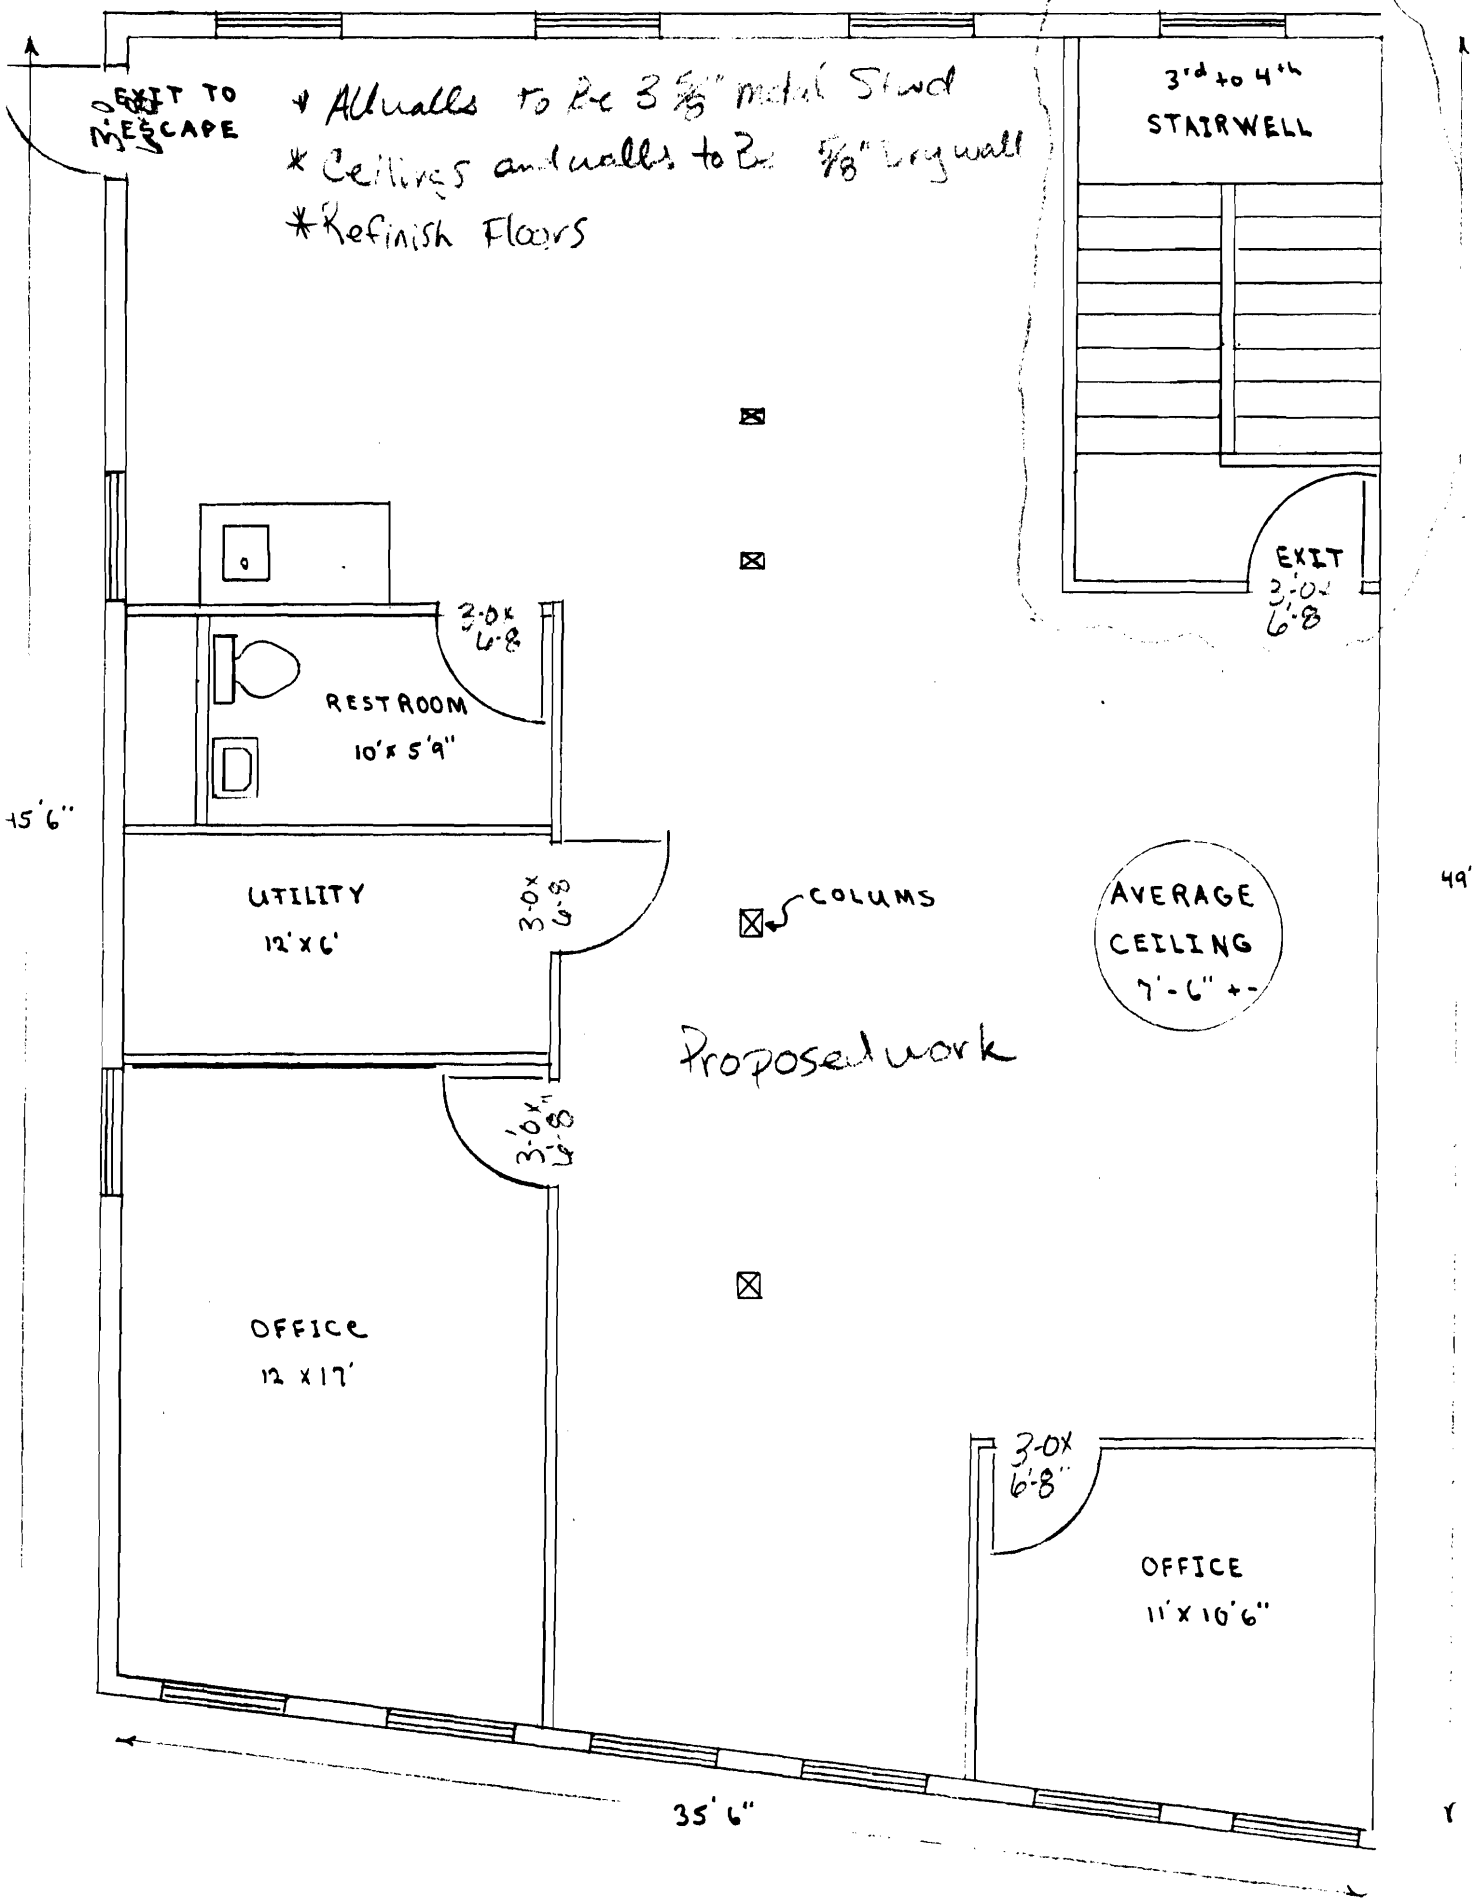 EXIT TO
ESCAPE
* All walls to Be 3 5/8" metal Stud
* Ceilings and walls to Be 5/8" Drywall
* Refinish Floors
3rd to 4th
STAIRWELL
EXIT
3'-0x
6'-8
3-0x
6-8
RESTROOM
10' x 5'9"
UTILITY
12' X 6'
3-0x
6-8
COLUMS
AVERAGE
CEILING
7'-6" +-
5'6"
49'
Proposed work
3'-0x"
6'-8
OFFICE
12 X 17'
3-0X
6'-8"
OFFICE
11' X 10'6"
35'6"